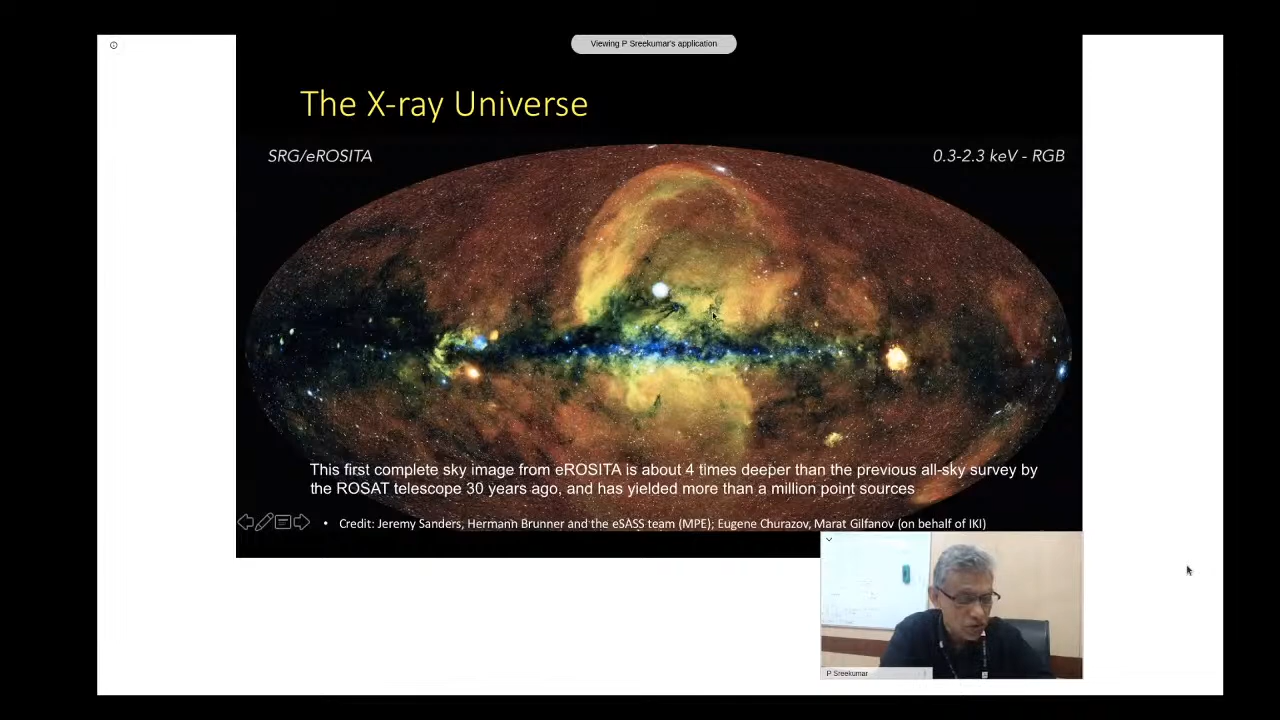 Viewing P Sreekumar's application
The X-ray Universe
SRG/eROSITA
0.3-2.3 keV - RGB
This first complete sky image from eROSITA is about 4 times deeper than the previous all-sky survey by
the ROSAT telescope 30 years ago, and has yielded more than a million point sources
• Credit: Jeremy Sanders, Hermann Brunner and the eSASS team (MPE); Eugene Churazov, Marat Gilfanov (on behalf of IKI)
P Sreekumar